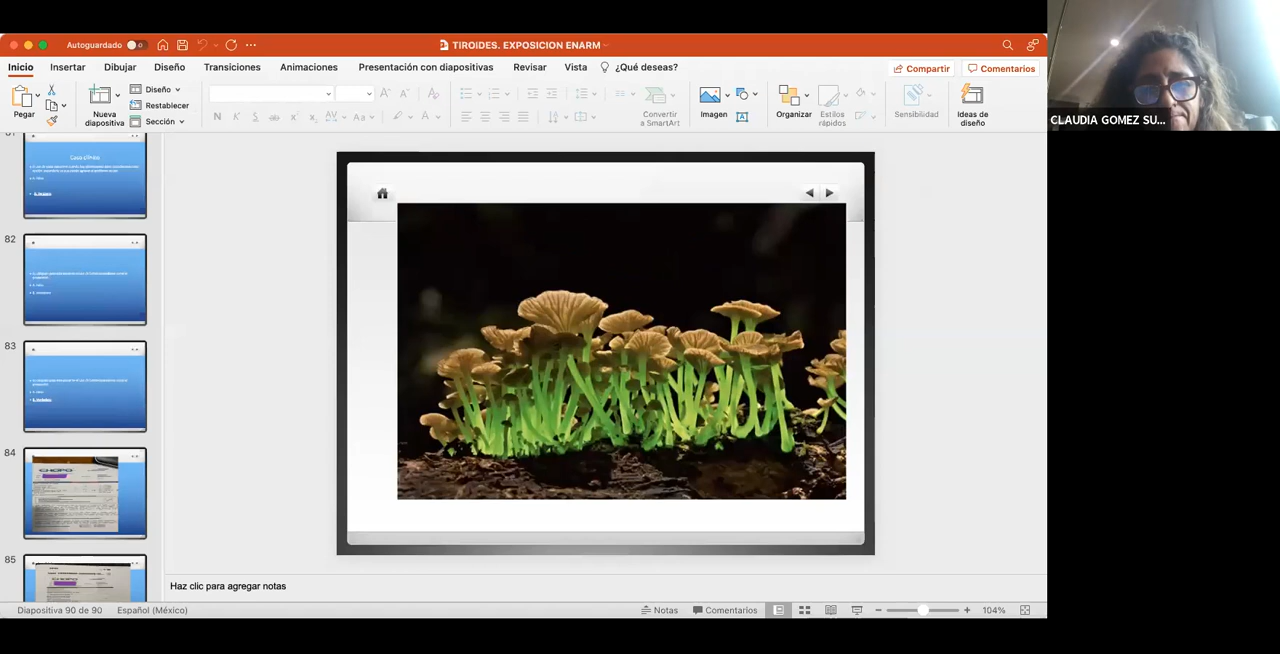 Autoguardado
TIROIDES. EXPOSICION ENARM
Inicio Insertar Dibujar Diseño Transiciones Animaciones Presentación con diapositivas Revisar Vista ¿Qué deseas?
Compartir Comentarios
Pegar
Nueva diapositiva
Diseño
Restablecer
Sección
N K S
Convertir a SmartArt
Imagen
Organizar
Estilos rápidos
Sensibilidad
Ideas de diseño
CLAUDIA GOMEZ SU...
Caso clínico
82
83
84
CHOPO
85
CHOPO
Haz clic para agregar notas
Diapositiva 90 de 90 Español (México) Notas Comentarios 104%